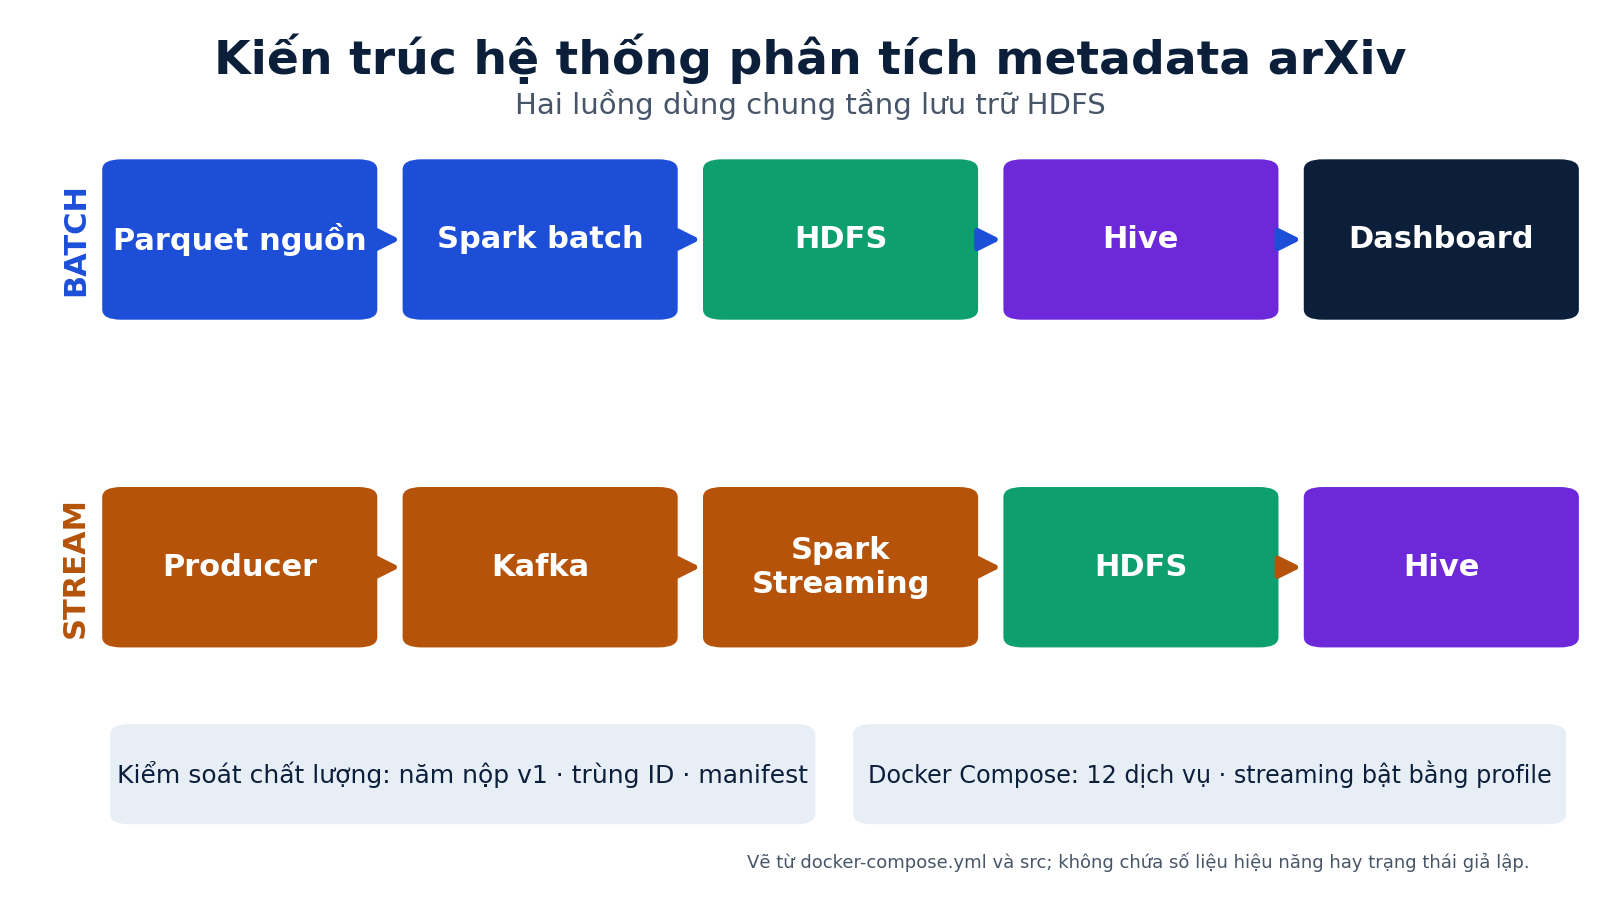 Kiến trúc hệ thống phân tích metadata arXiv
Hai luồng dùng chung tầng lưu trữ HDFS
BATCH
Parquet nguồn
Spark batch
HDFS
Hive
Dashboard
STREAM
Producer
Kafka
Spark
Streaming
HDFS
Hive
Kiểm soát chất lượng: năm nộp v1 · trùng ID · manifest
Docker Compose: 12 dịch vụ · streaming bật bằng profile
Vẽ từ docker-compose.yml và src; không chứa số liệu hiệu năng hay trạng thái giả lập.